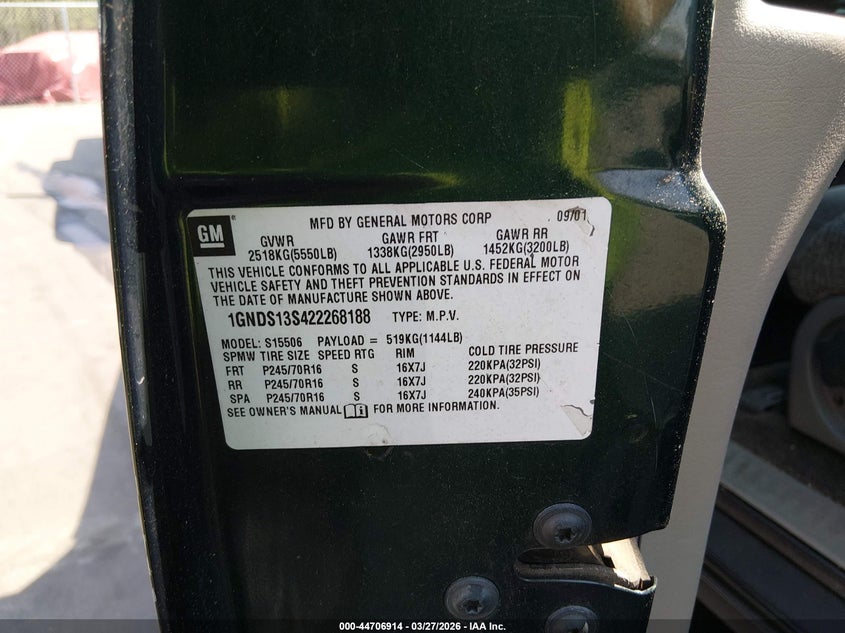 GM
MFD BY GENERAL MOTORS CORP 09/01
GVWR GAWR FRT GAWR RR
2518KG(5550LB) 1338KG(2950LB) 1452KG(3200LB)
THIS VEHICLE CONFORMS TO ALL APPLICABLE U.S. FEDERAL MOTOR
VEHICLE SAFETY AND THEFT PREVENTION STANDARDS IN EFFECT ON
THE DATE OF MANUFACTURE SHOWN ABOVE.
1GNDS13S422268188 TYPE: M.P.V.
MODEL: S15506 PAYLOAD = 519KG(1144LB)
SPMW TIRE SIZE SPEED RTG RIM COLD TIRE PRESSURE
FRT P245/70R16 S 16X7J 220KPA(32PSI)
RR P245/70R16 S 16X7J 220KPA(32PSI)
SPA P245/70R16 S 16X7J 240KPA(35PSI)
SEE OWNER'S MANUAL FOR MORE INFORMATION.
000-44706914 - 03/27/2026 - IAA Inc.